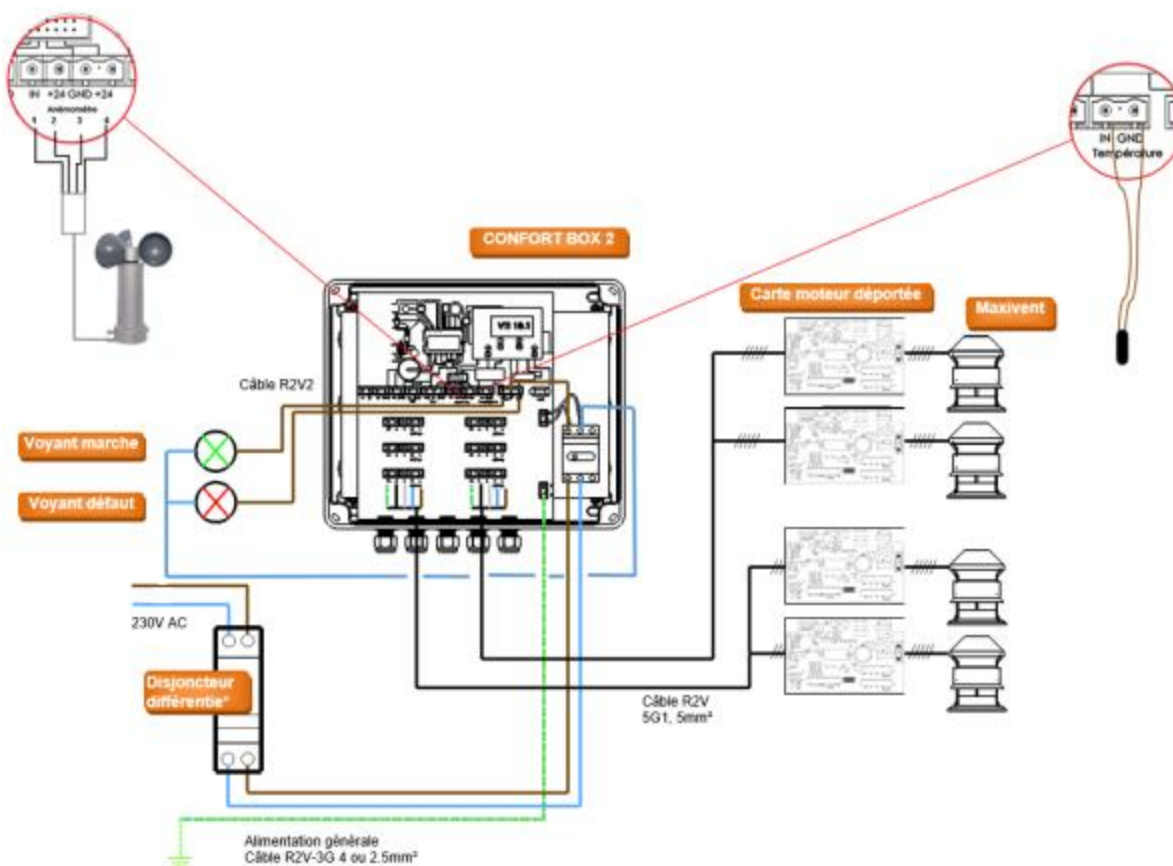 IN +24 GND +24
Anémomètre
1 2 3 4
IN GND
Température
CONFORT BOX 2
Carte moteur déportée
Maxivent
Câble R2V2
Voyant marche
Voyant défaut
230V AC
Disjoncteur
différentie*
Câble R2V
5G1, 5mm²
Alimentation générale
Câble R2V-3G 4 ou 2.5mm²